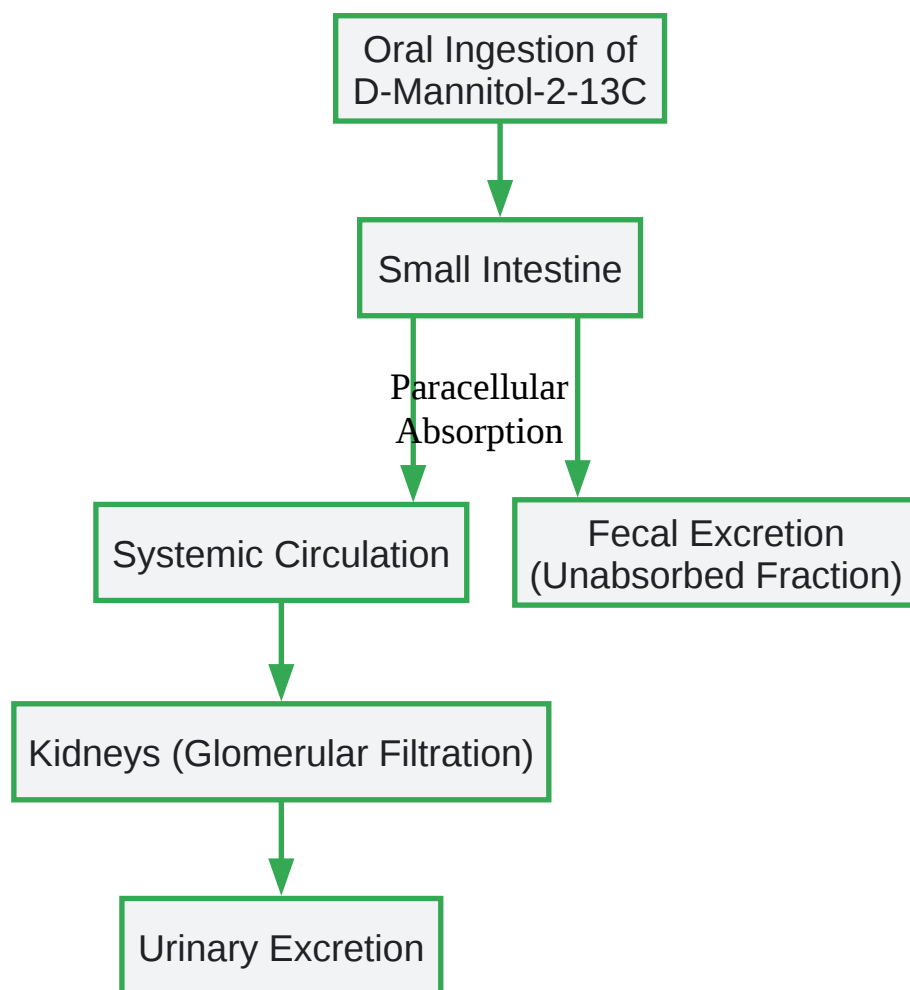 Oral Ingestion of
D-Mannitol-2-13C
Small Intestine
Paracellular
Absorption
Systemic Circulation
Fecal Excretion
(Unabsorbed Fraction)
Kidneys (Glomerular Filtration)
Urinary Excretion